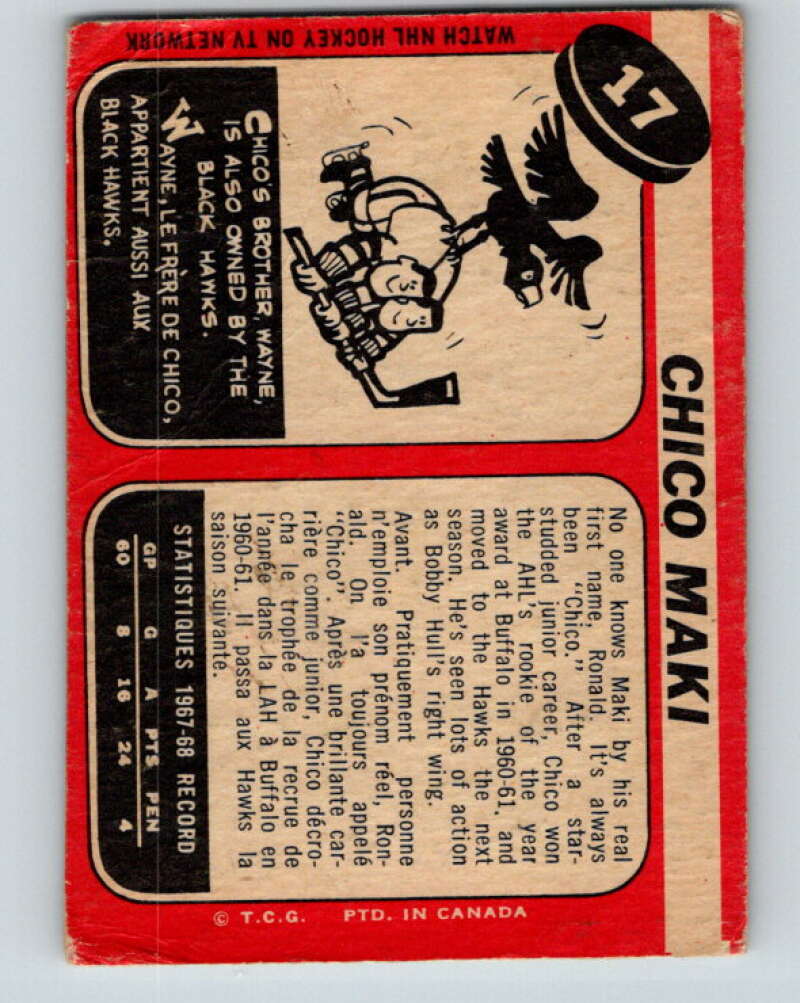 17
CHICO MAKI
WATCH NHL HOCKEY ON TV NETWORK
CHICO'S BROTHER, WAYNE,
IS ALSO OWNED BY THE
BLACK HAWKS.
WAYNE, LE FRÈRE DE CHICO,
APPARTIENT AUSSI AUX
BLACK HAWKS.
No one knows Maki by his real
first name, Ronald. It's always
been "Chico." After a star-
studded junior career, Chico won
the AHL's rookie of the year
award at Buffalo in 1960-61, and
moved to the Hawks the next
season. He's seen lots of action
as Bobby Hull's right wing.
Avant. Pratiquement personne
n'emploie son prénom réel, Ron-
ald. On l'a toujours appelé
"Chico". Après une brillante car-
rière comme junior, Chico décro-
cha le trophée de la recrue de
l'année dans la LAH à Buffalo en
1960-61. Il passa aux Hawks la
saison suivante.
STATISTIQUES 1967-68 RECORD
GP G A PTS PEN
60 8 16 24 4
© T.C.G. PTD. IN CANADA